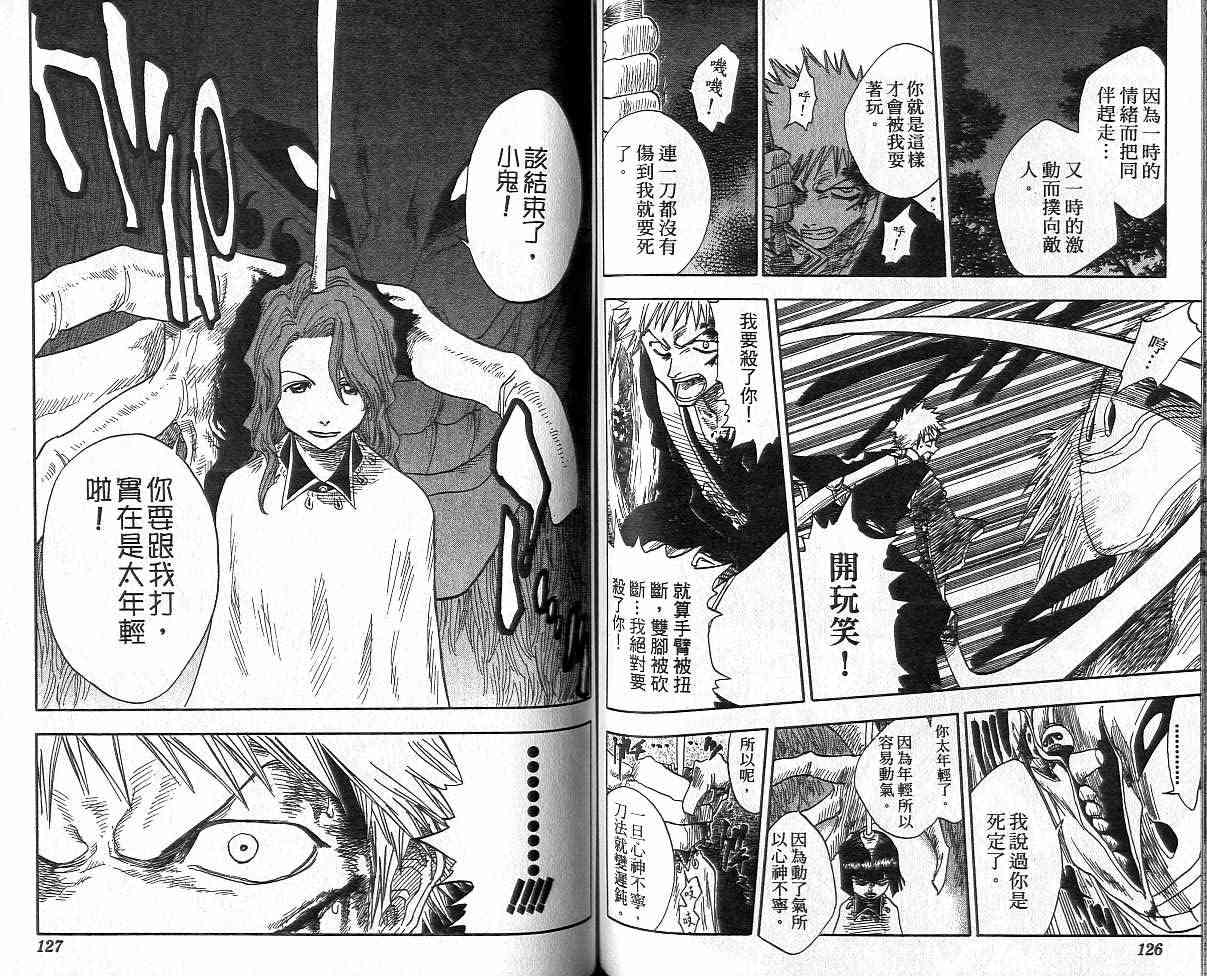 因為一時的
情緒而把同
伴趕走…
又一時的激
動而撲向敵
人。
你就是這樣
才會被我耍
著玩。
呼！
呼！
嘰嘰！
連一刀都沒有
傷到我就要死
了。
哼…
開玩笑！
我要殺了你！
就算手臂被扭
斷，雙腳被砍
斷…我絕對要
殺了你！
………
我說過你是
死定了。
你太年輕了。
因為年輕所以
容易動氣。
因為動了氣所
以心神不寧。
所以呢，
一旦心神不寧，
刀法就變遲鈍。
126
該結束了，
小鬼！
你要跟我打，
實在是太年輕
啦！
……!!!!
127